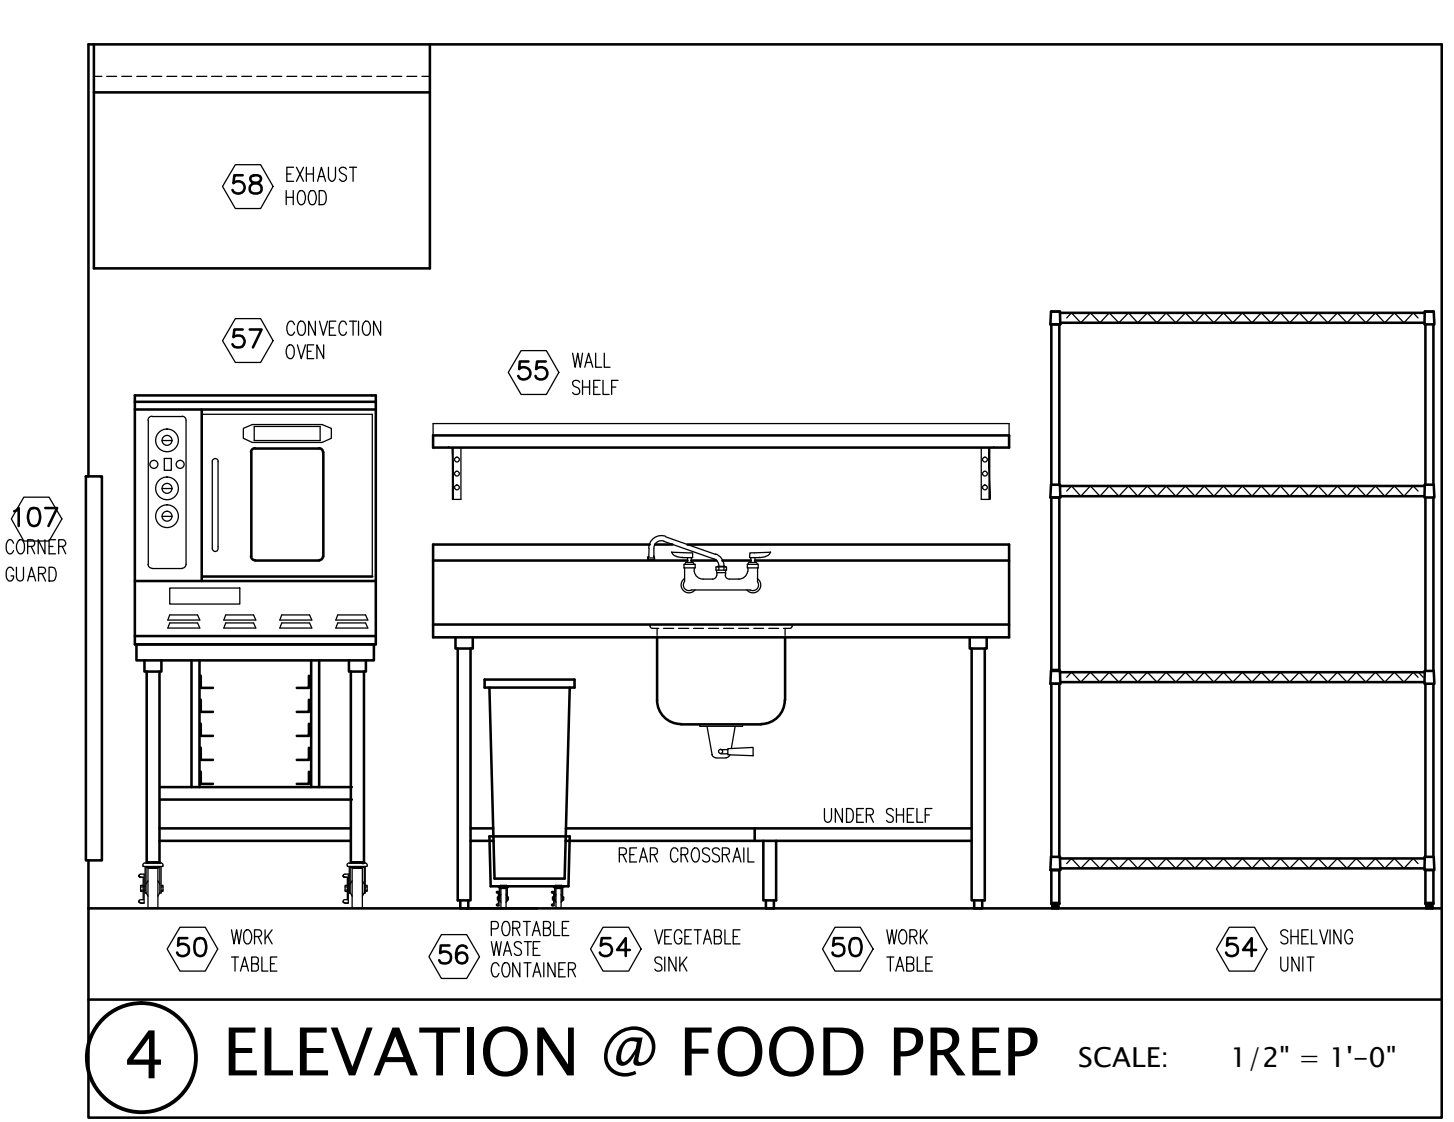 58
EXHAUST
HOOD
57
CONVECTION
OVEN
55
WALL
SHELF
107
CORNER
GUARD
UNDER SHELF
REAR CROSSRAIL
50
WORK
TABLE
56
PORTABLE
WASTE
CONTAINER
54
VEGETABLE
SINK
50
WORK
TABLE
54
SHELVING
UNIT
4 ELEVATION @ FOOD PREP SCALE: 1/2" = 1'-0"